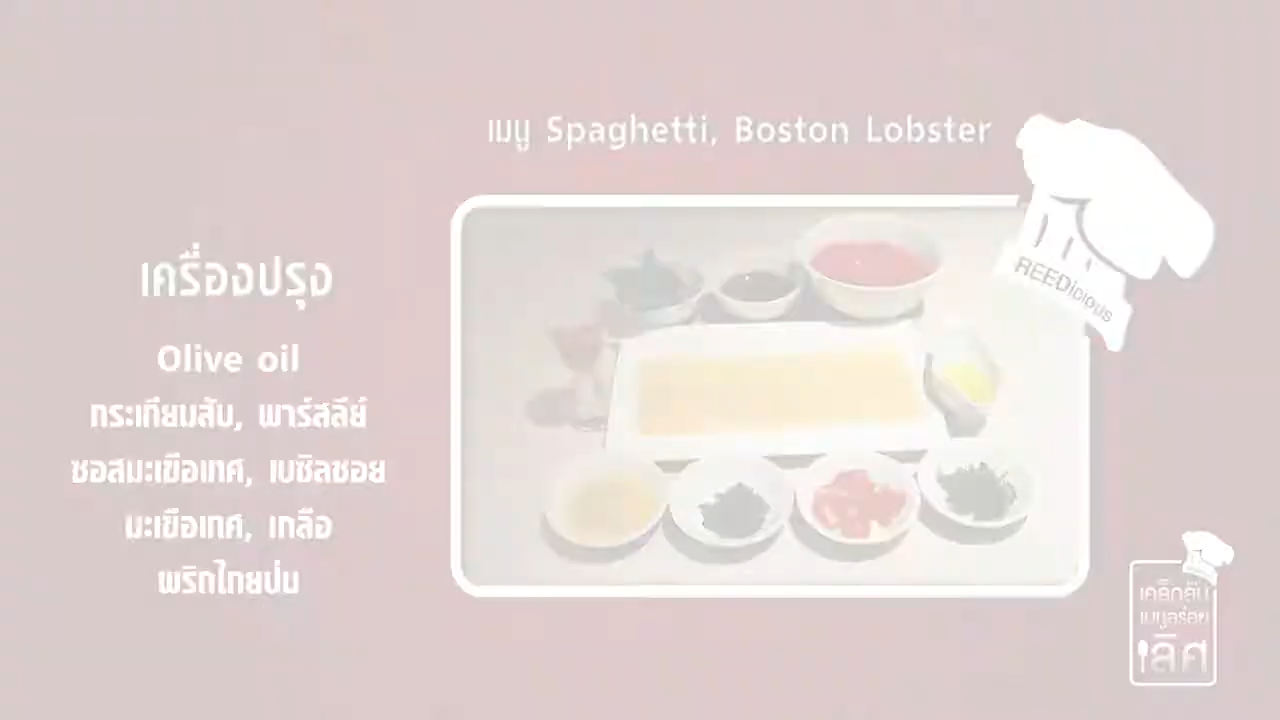 เมนู Spaghetti, Boston Lobster
REEDicious
เครื่องปรุง
Olive oil
กระเทียมสับ, พาร์สลีย์
ซอสมะเขือเทศ, เบซิลซอย
มะเขือเทศ, เกลือ
พริกไทยป่น
เคล็ดลับ
เมนูอร่อย
เลิศ